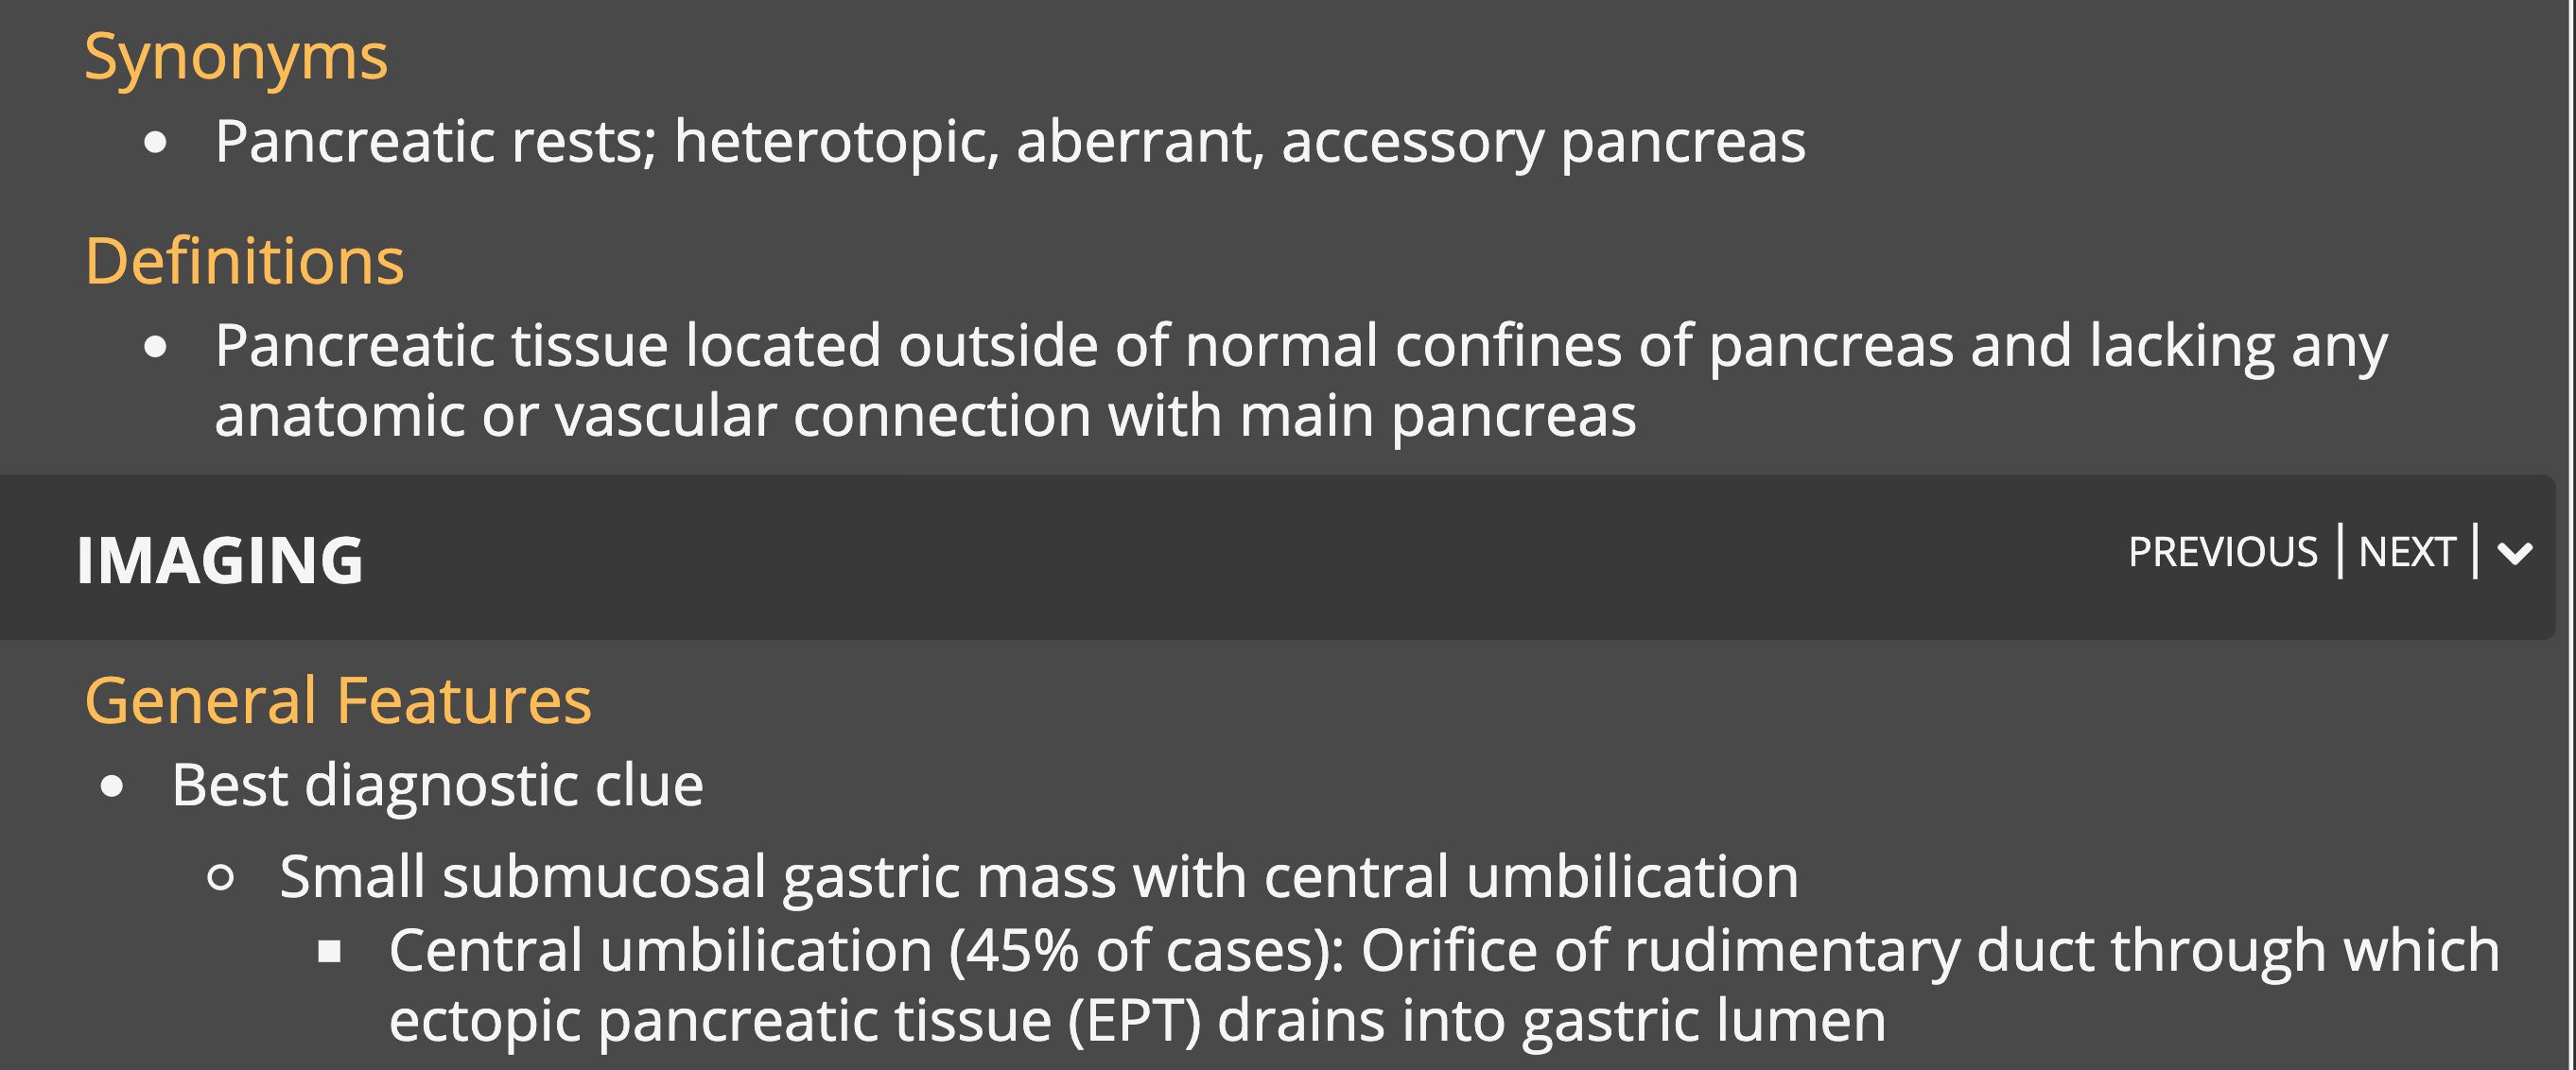 Synonyms
• Pancreatic rests; heterotopic, aberrant, accessory pancreas
Definitions
• Pancreatic tissue located outside of normal confines of pancreas and lacking any
anatomic or vascular connection with main pancreas
IMAGING
PREVIOUS | NEXT |
General Features
• Best diagnostic clue
○ Small submucosal gastric mass with central umbilication
▪ Central umbilication (45% of cases): Orifice of rudimentary duct through which
ectopic pancreatic tissue (EPT) drains into gastric lumen